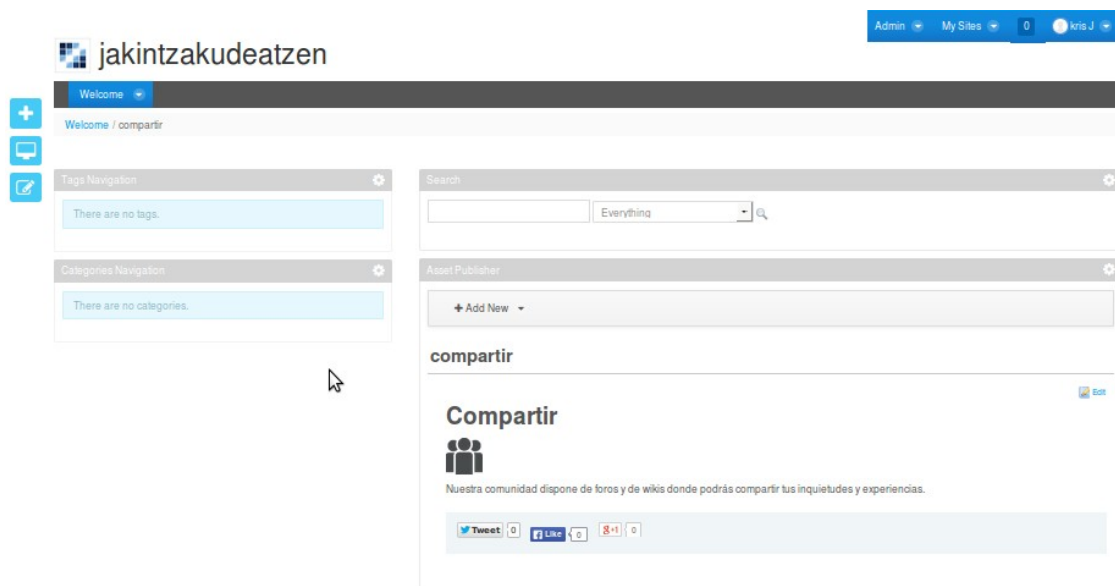 Admin My Sites 0 kris J
jakintzakudeatzen
Welcome
Welcome / compartir
Tags Navigation
There are no tags.
Categories Navigation
There are no categories.
Search
Everything
Asset Publisher
+ Add New
compartir
Edit
Compartir
Nuestra comunidad dispone de foros y de wikis donde podrás compartir tus inquietudes y experiencias.
Tweet 0 Like 0 g+1 0